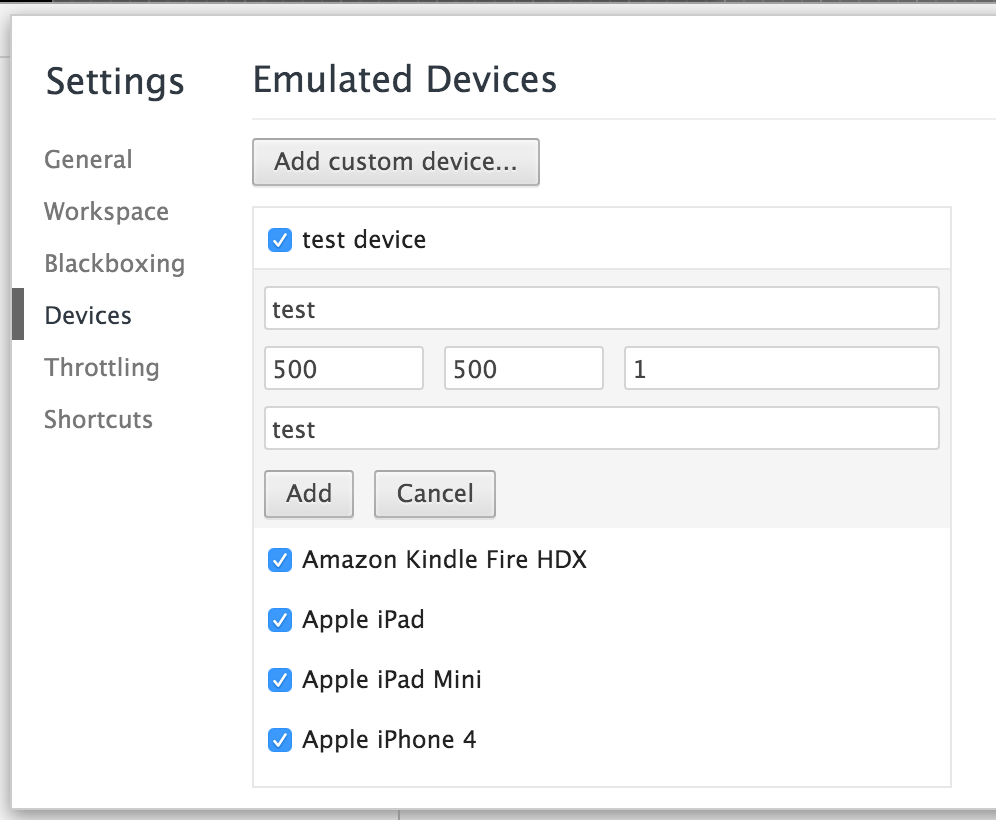 Settings
General
Workspace
Blackboxing
Devices
Throttling
Shortcuts
Emulated Devices
Add custom device...
test device
test
500 500 1
test
Add Cancel
Amazon Kindle Fire HDX
Apple iPad
Apple iPad Mini
Apple iPhone 4